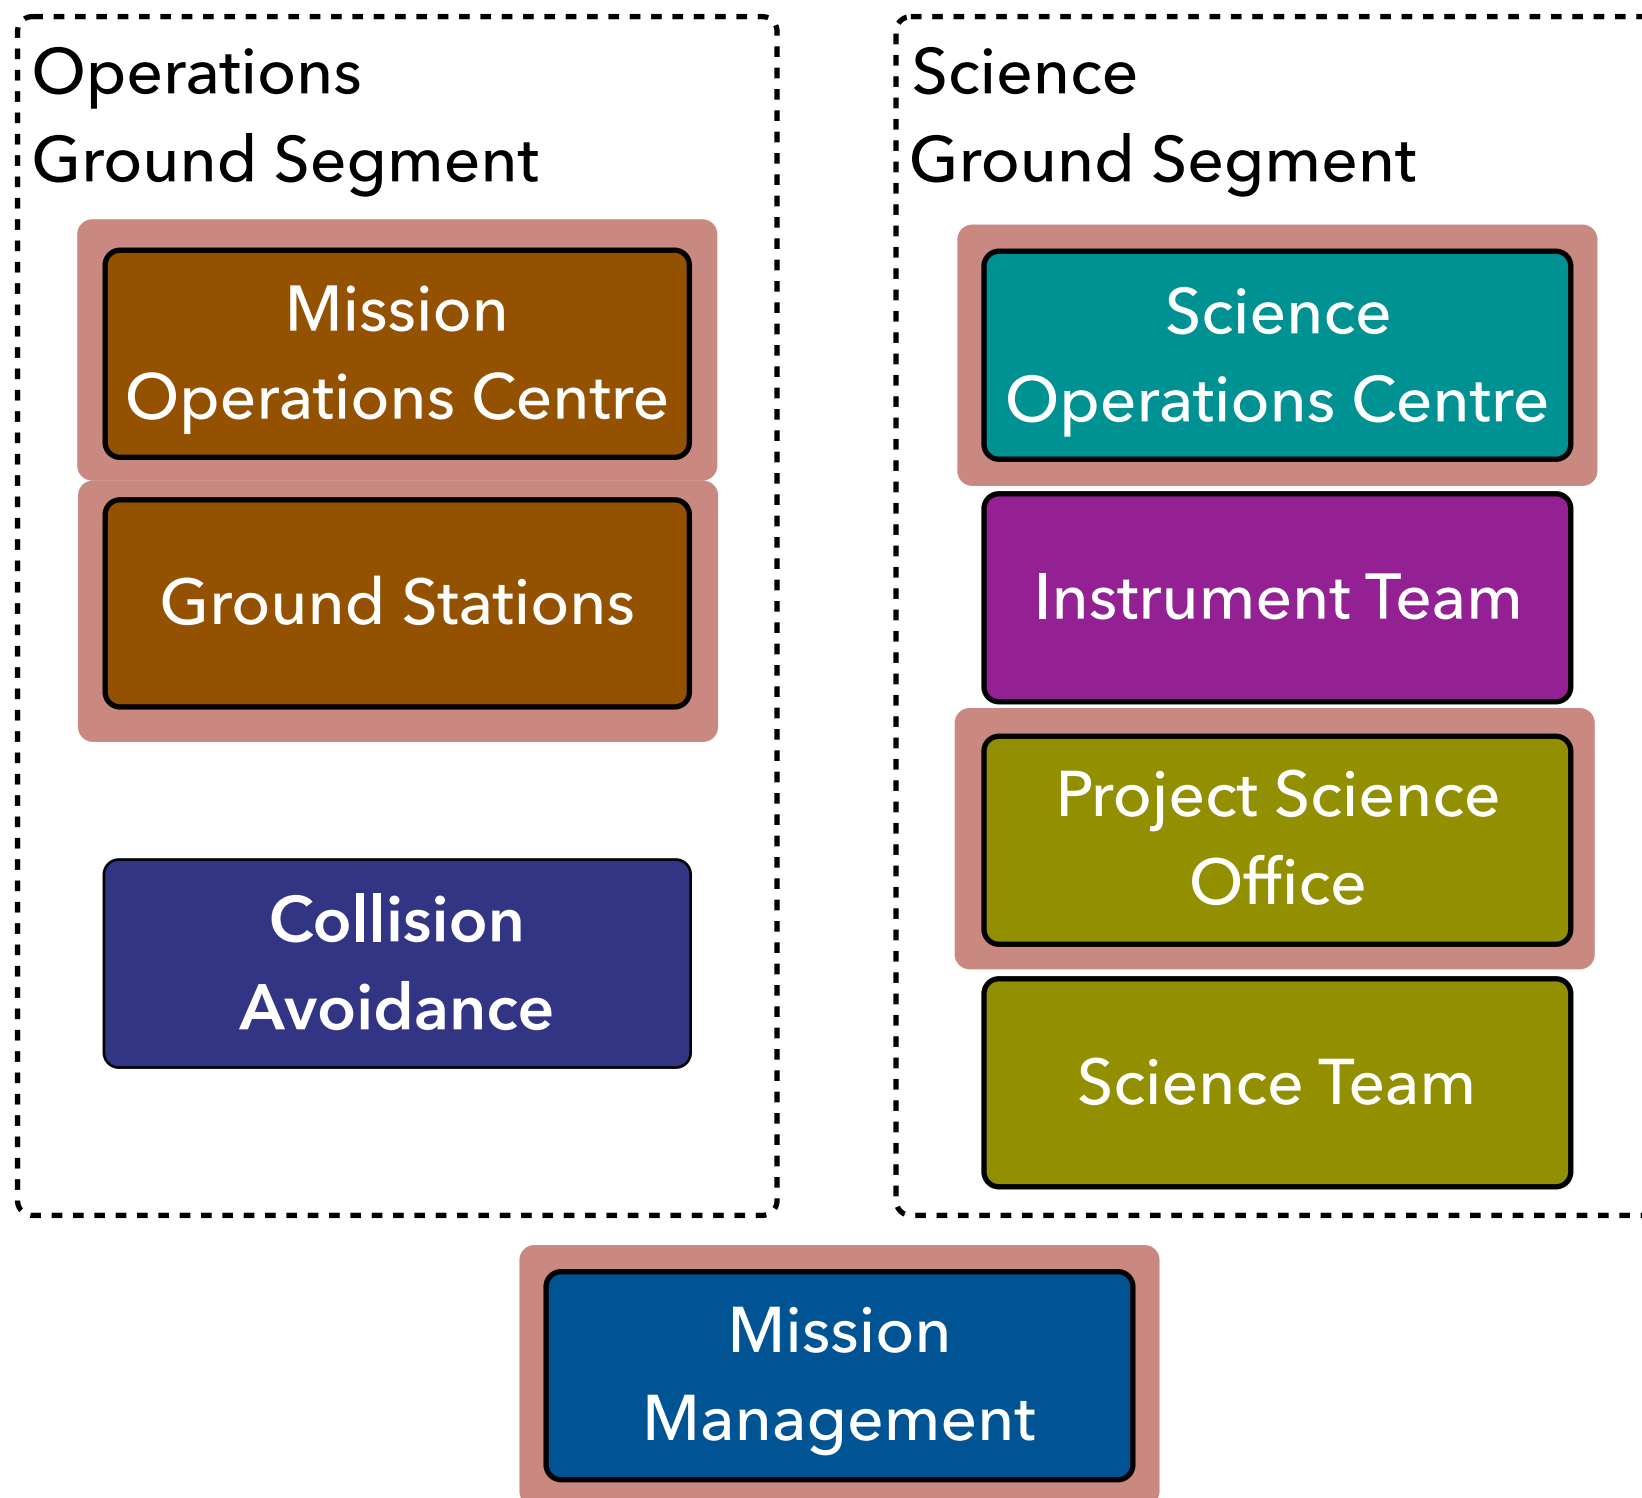 Operations
Ground Segment
Mission
Operations Centre
Ground Stations
Collision
Avoidance
Science
Ground Segment
Science
Operations Centre
Instrument Team
Project Science
Office
Science Team
Mission
Management